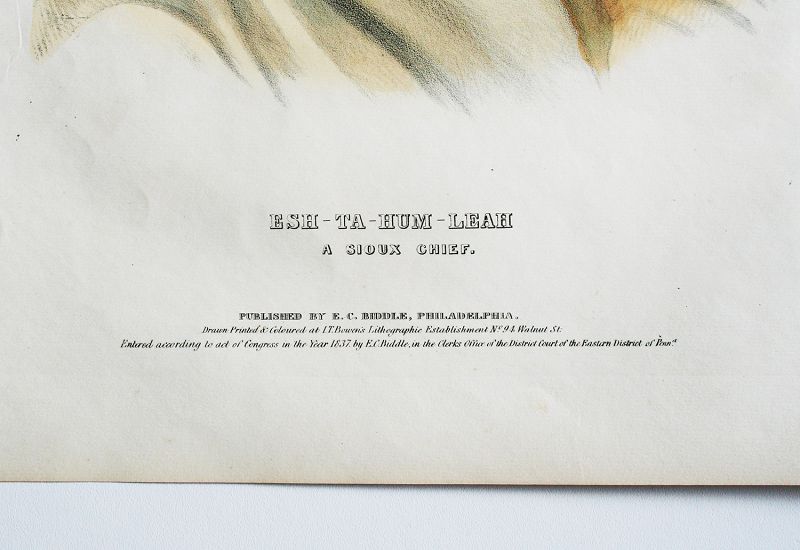 ESH-TA-HUM-LEAH
A SIOUX CHIEF.
PUBLISHED BY E. C. BIDDLE, PHILADELPHIA.
Drawn Printed & Coloured at I.T. Bowen's Lithographic Establishment No. 94 Walnut St.
Entered according to act of Congress in the Year 1837, by E.C. Biddle, in the Clerks Office of the District Court of the Eastern District of Penna.